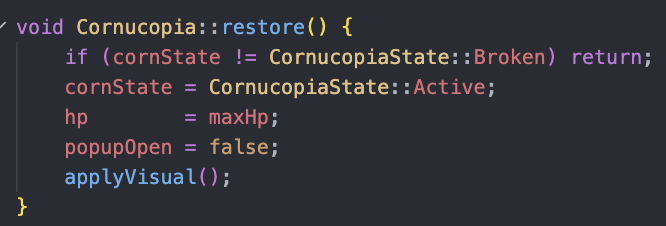 void Cornucopia::restore() {
    if (cornState != CornucopiaState::Broken) return;
    cornState = CornucopiaState::Active;
    hp        = maxHp;
    popupOpen = false;
    applyVisual();
}